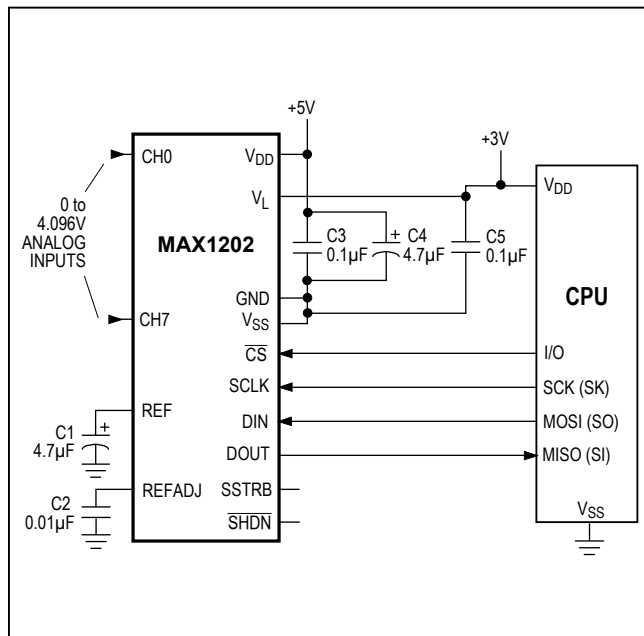 +5V
+3V
CH0
VDD
VDD
0 to
4.096V
ANALOG
INPUTS
VL
MAX1202
C3
0.1µF
+
C4
4.7µF
C5
0.1µF
CPU
GND
CH7
VSS
CS
I/O
SCLK
SCK (SK)
REF
DIN
MOSI (SO)
C1
4.7µF
+
DOUT
MISO (SI)
REFADJ
SSTRB
C2
0.01µF
SHDN
VSS